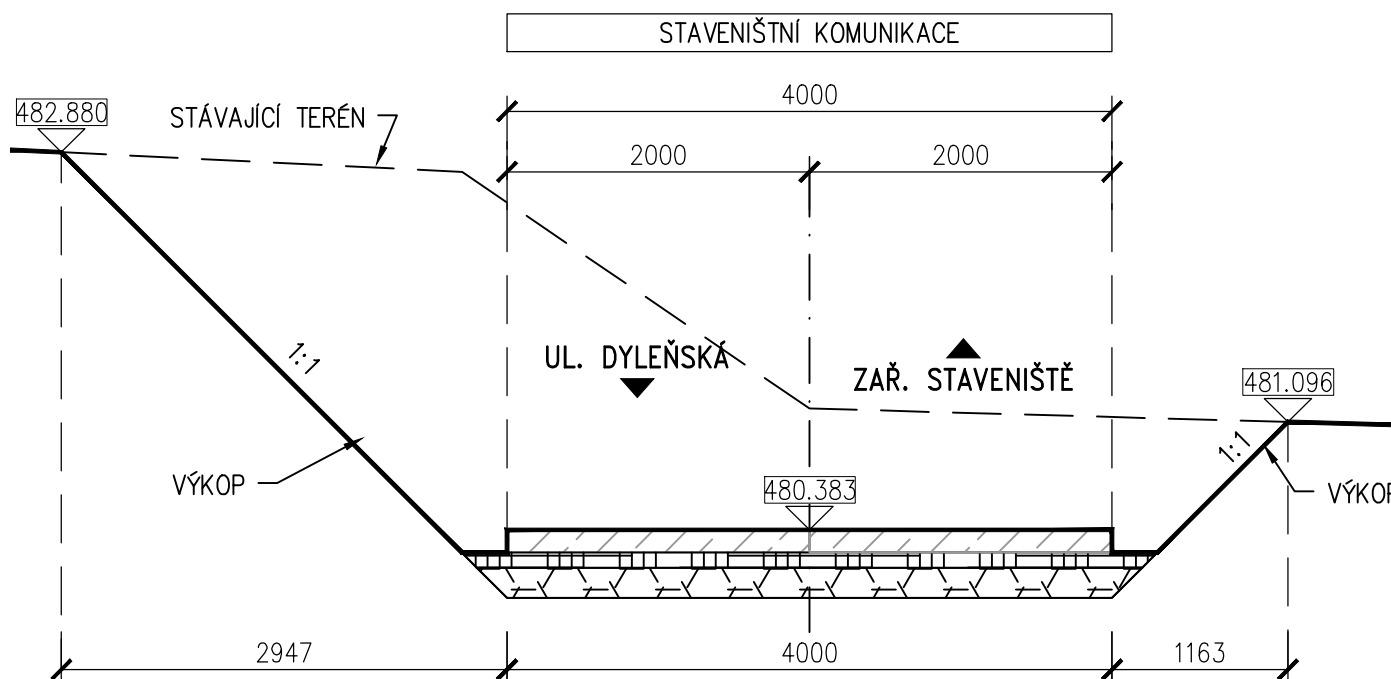 STAVENIŠTNÍ KOMUNIKACE
4000
482.880
STÁVAJÍCÍ TERÉN
2000
2000
1:1
UL. DYLEŇSKÁ
ZAŘ. STAVENIŠTĚ
481.096
1:1
VÝKOP
480.383
VÝKOP
2947
4000
1163